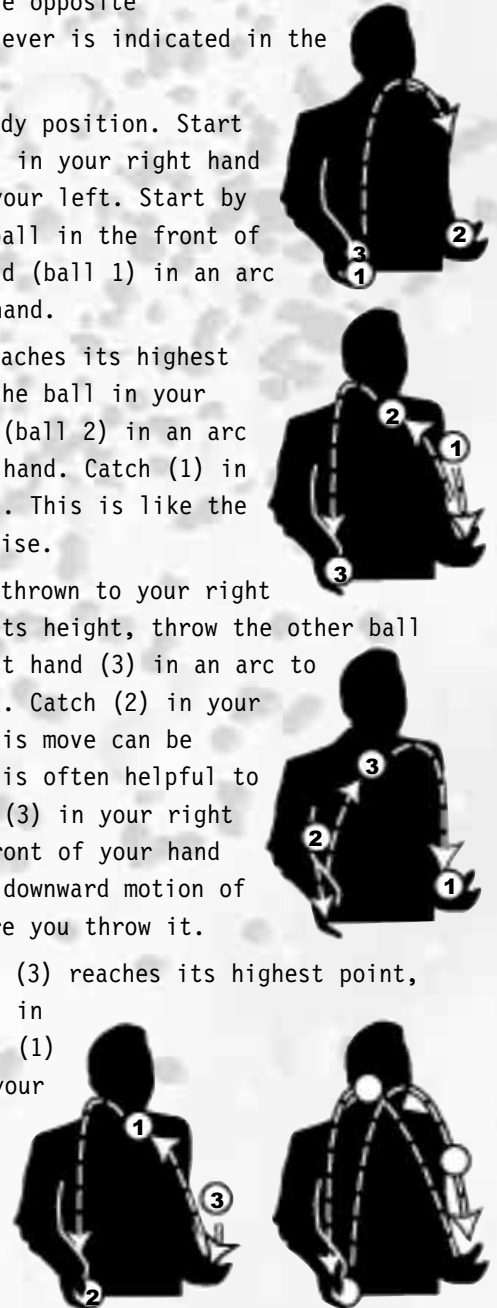 e opposite
ever is indicated in the
dy position. Start
in your right hand
your left. Start by
ball in the front of
d (ball 1) in an arc
hand.
3
1
2
aches its highest
he ball in your
(ball 2) in an arc
hand. Catch (1) in
. This is like the
ise.
2
1
3
thrown to your right
ts height, throw the other ball
t hand (3) in an arc to
. Catch (2) in your
is move can be
is often helpful to
(3) in your right
ront of your hand
downward motion of
re you throw it.
3
2
1
(3) reaches its highest point,
in
(1)
your
1
3
2